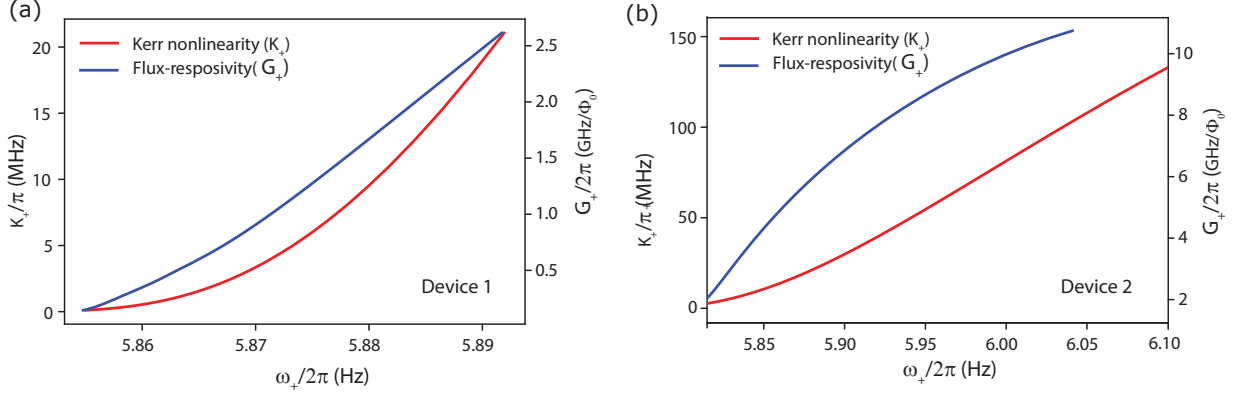 (a)
Kerr nonlinearity (K₊)
Flux-resposivity( G₊ )
20
15
10
5
0
K₊/π (MHz)
2.5
2.0
1.5
1.0
0.5
G₊/2π (GHz/Φ₀)
Device 1
5.86 5.87 5.88 5.89
ω₊/2π (Hz)
(b)
Kerr nonlinearity (K₊)
Flux-resposivity( G₊ )
150
100
50
0
K₊/π₊(MHz)
10
8
6
4
2
G₊/2π (GHz/Φ₀)
Device 2
5.85 5.90 5.95 6.00 6.05 6.10
ω₊/2π (Hz)